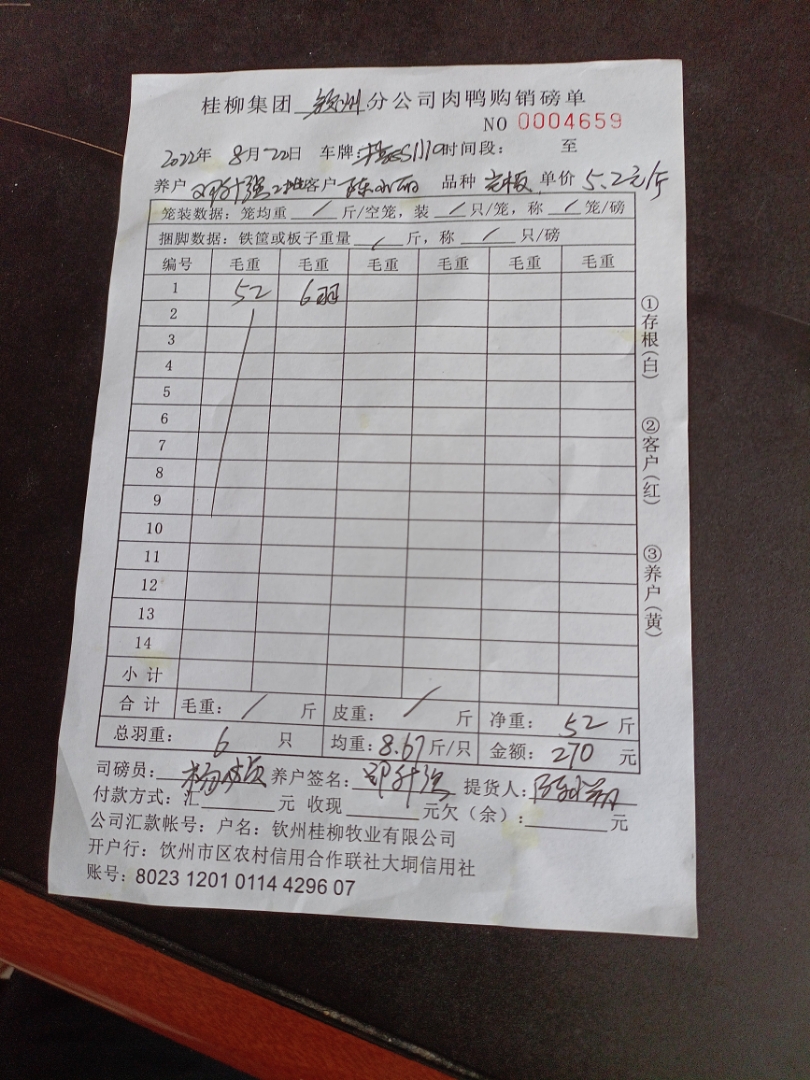 桂柳集团 钦州 分公司肉鸭购销磅单
NO 0004659
2022年 8月22日 车牌: 时间段: 至
养户 邓升强 客户 品种 单价 5.2元/斤
笼装数据：笼均重 / 斤/空笼，装 / 只/笼，称 / 笼/磅
捆脚数据：铁筐或板子重量 / 斤，称 / 只/磅
编号 毛重 毛重 毛重 毛重 毛重 毛重
1 52 6羽
2
3
4
5
6
7
8
9
10
11
12
13
14
小计
合计 毛重： / 斤 皮重： / 斤 净重： 52 斤
总羽重： 6 只 均重：8.67斤/只 金额：270 元
司磅员： 养户签名：邓升强 提货人：
付款方式：汇 元 收现 元欠（余）： 元
公司汇款帐号：户名：钦州桂柳牧业有限公司
开户行：钦州市区农村信用合作联社大垌信用社
账号：8023 1201 0114 4296 07
①存根(白)
②客户(红)
③养户(黄)